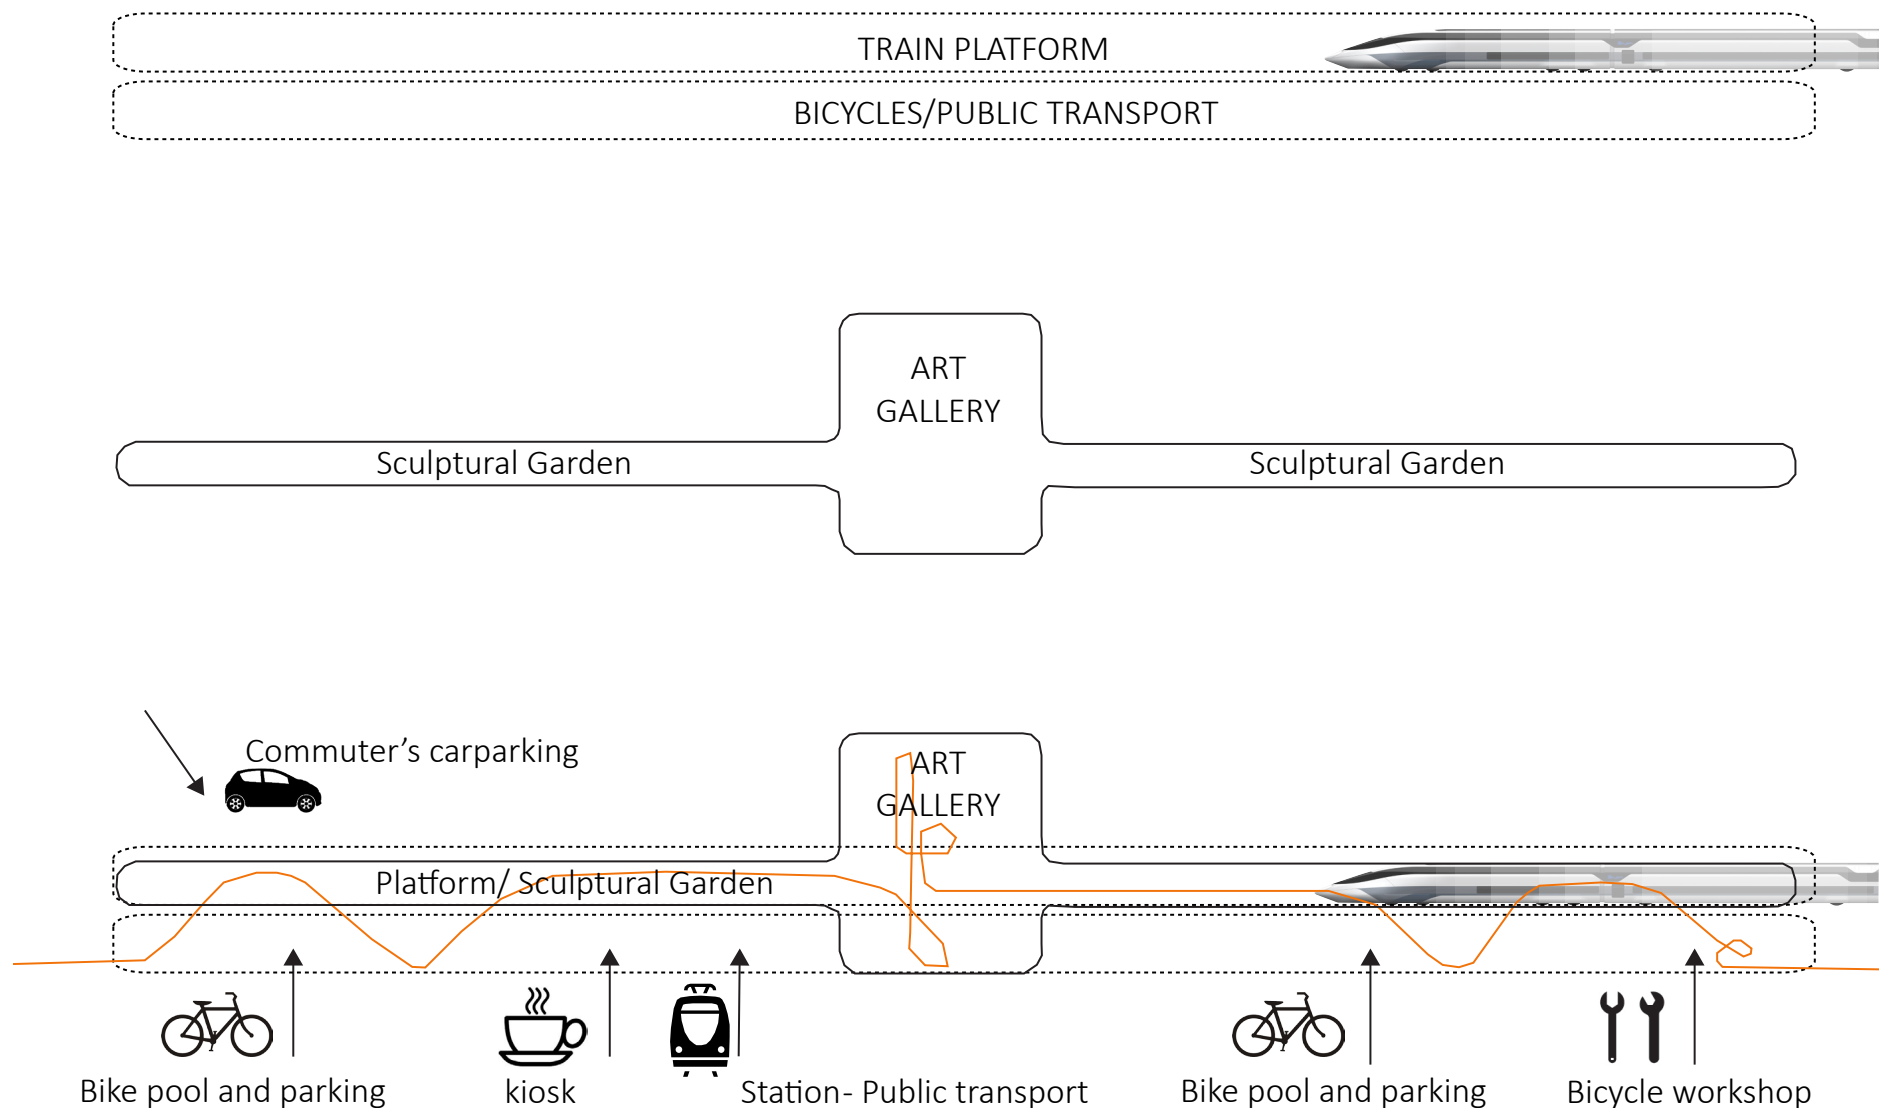 TRAIN PLATFORM
BICYCLES/PUBLIC TRANSPORT
ART
GALLERY
Sculptural Garden
Sculptural Garden
Commuter’s carparking
ART
GALLERY
Platform/ Sculptural Garden
Bike pool and parking
kiosk
Station- Public transport
Bike pool and parking
Bicycle workshop